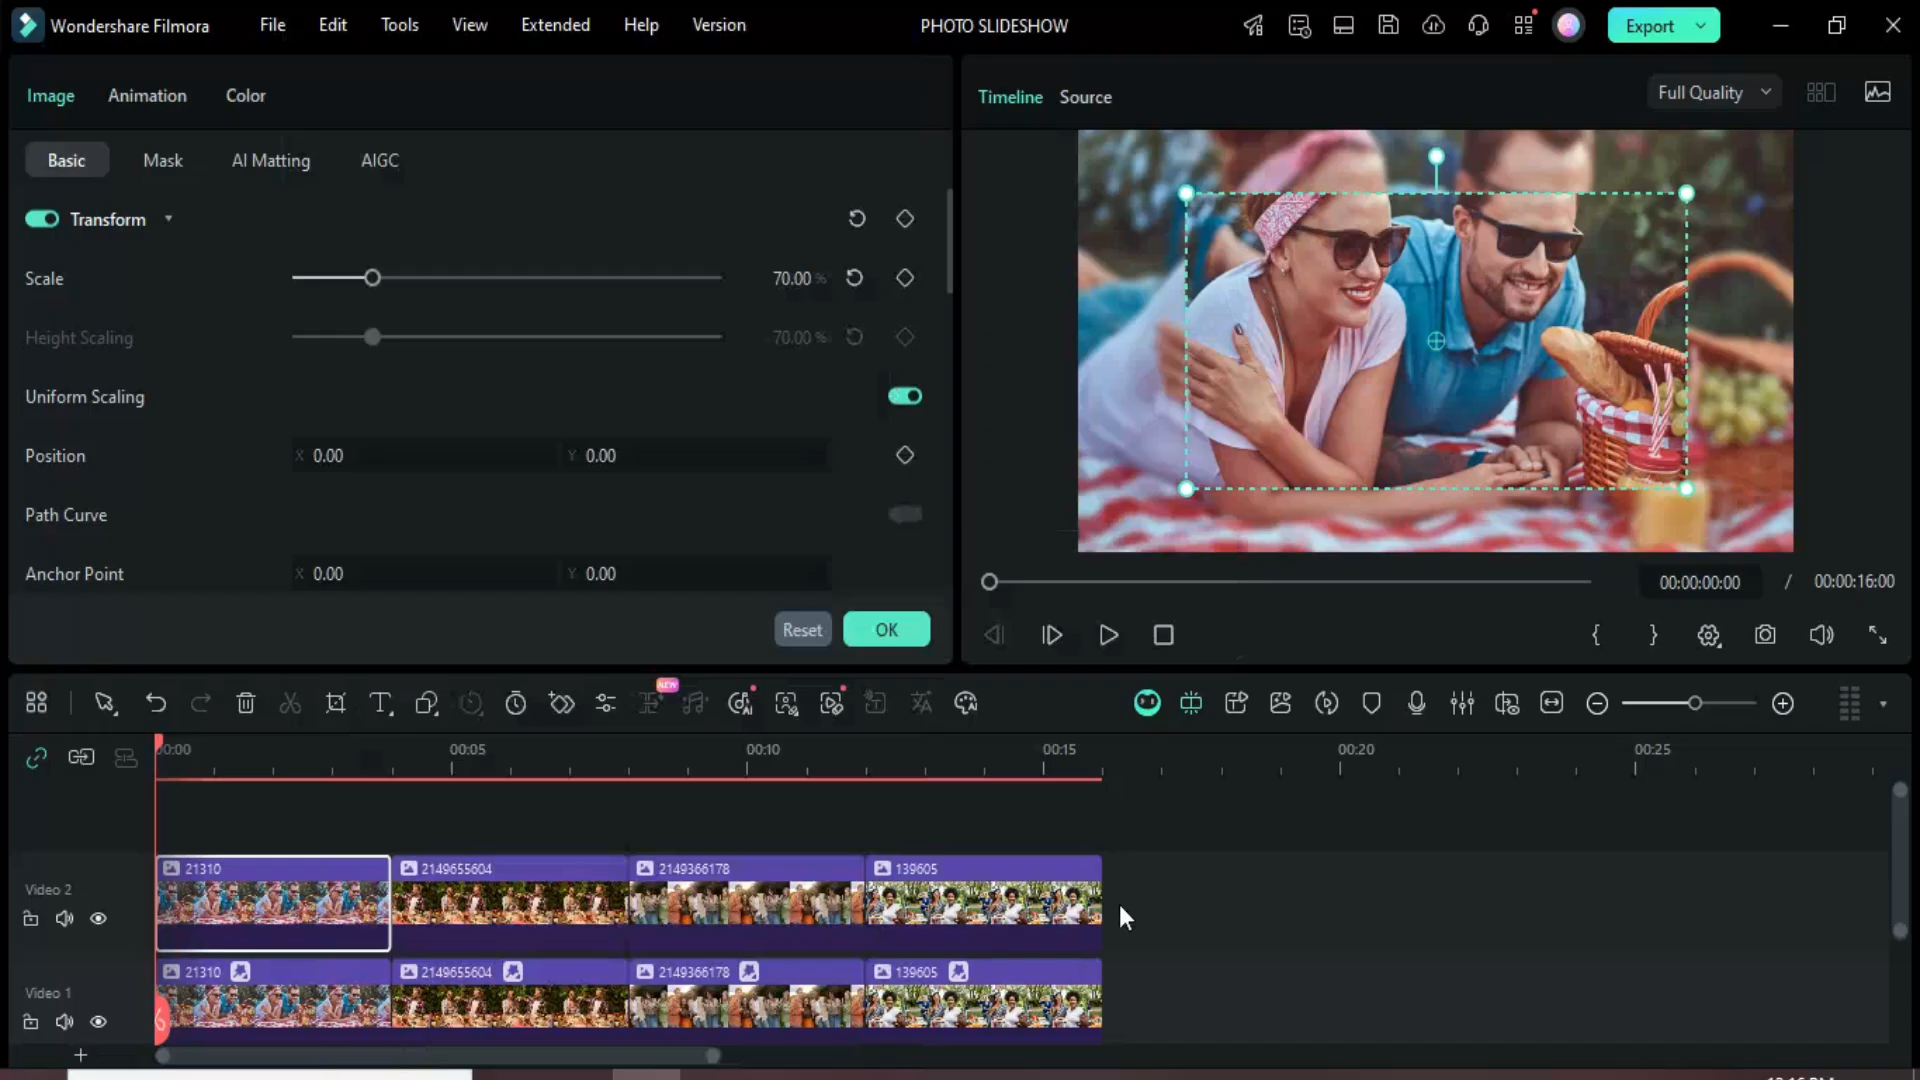 Wondershare Filmora File Edit Tools View Extended Help Version PHOTO SLIDESHOW Export
Image Animation Color
Timeline Source Full Quality
Basic Mask AI Matting AIGC
Transform
Scale 70.00 %
Height Scaling 70.00 %
Uniform Scaling
Position X 0.00 Y 0.00
Path Curve
Anchor Point X 0.00 Y 0.00
00:00:00:00 / 00:00:16:00
Reset OK
NEW
00:05 00:10 00:15 00:20 00:25
21310 2149655604 2149366178 139605
Video 2
21310 2149655604 2149366178 139605
Video 1